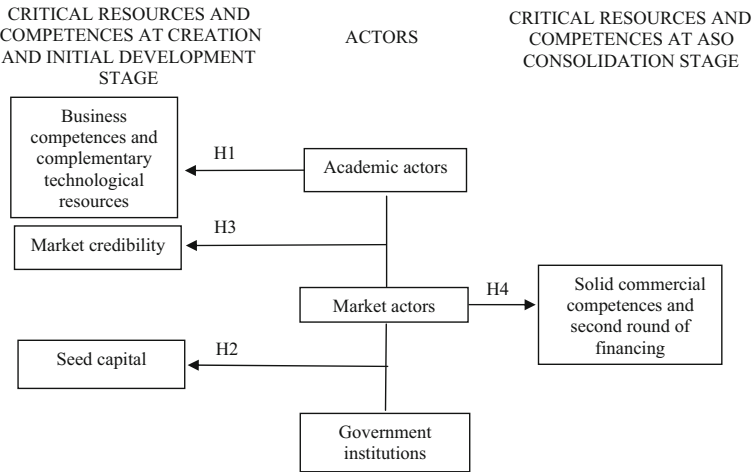 CRITICAL RESOURCES AND
COMPETENCES AT CREATION
AND INITIAL DEVELOPMENT
STAGE
ACTORS
CRITICAL RESOURCES AND
COMPETENCES AT ASO
CONSOLIDATION STAGE
Business
competences and
complementary
technological
resources
H1
Academic actors
Market credibility
H3
Market actors
H4
Solid commercial
competences and
second round of
financing
Seed capital
H2
Government
institutions